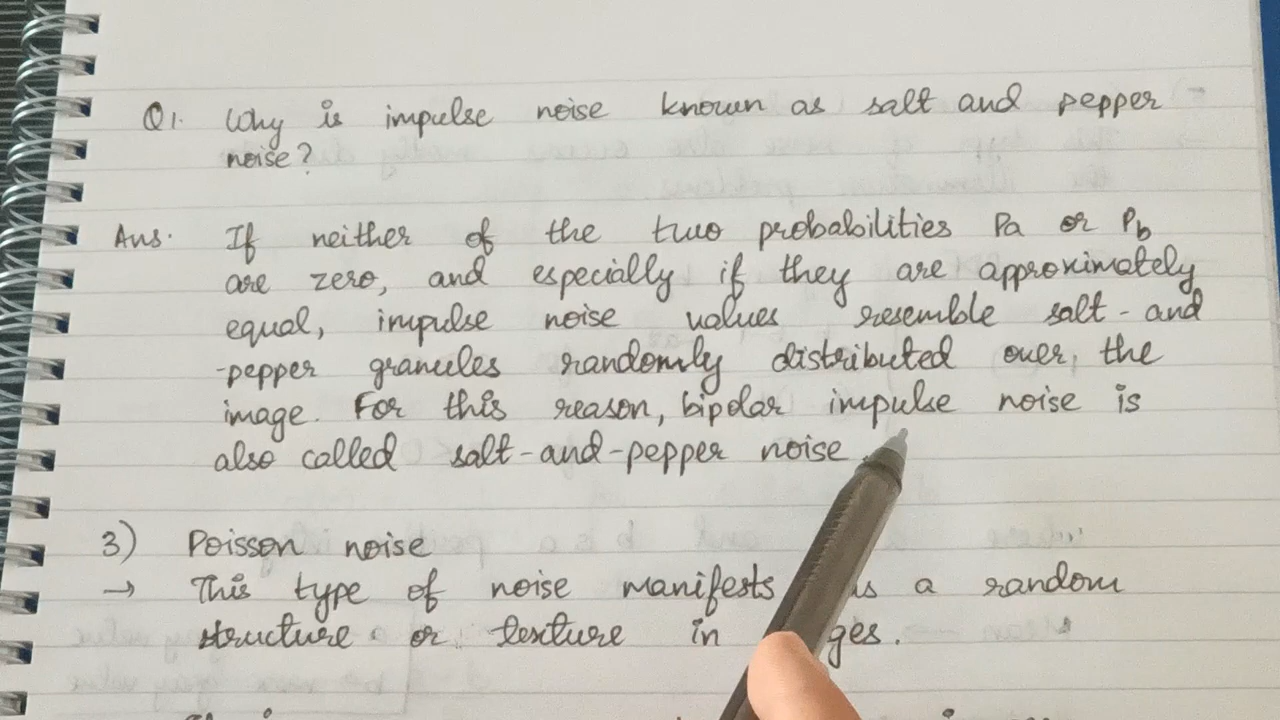 Q1. Why is impulse noise known as salt and pepper
noise?
Ans. If neither of the two probabilities Pa or Pb
are zero, and especially if they are approximately
equal, impulse noise values resemble salt-and
-pepper granules randomly distributed over, the
image. For this reason, bipolar impulse noise is
also called salt-and-pepper noise.
3) Poisson noise
→ This type of noise manifests as a random
structure or texture in ges.